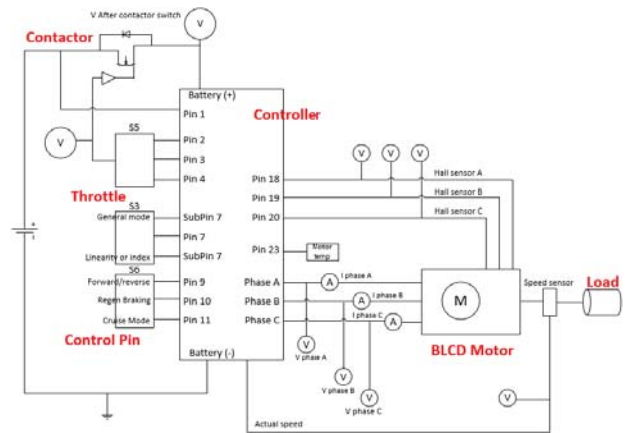 V After contactor switch
V
Contactor
Battery (+)
Controller
Pin 1
S5
V
Pin 2
Pin 3
Pin 4
Throttle
V
V
V
Pin 18
Hall sensor A
Pin 19
Hall sensor B
Pin 20
Hall sensor C
S3
General mode
SubPin 7
Pin 7
Linearity or index
SubPin 7
Pin 23
Motor
temp
S6
Forward/reverse
Pin 9
Regen Braking
Pin 10
Cruise Mode
Pin 11
Control Pin
Phase A
A
I phase A
Phase B
A
I phase B
Phase C
I phase C
A
M
Speed sensor
Load
BLCD Motor
Battery (-)
V
V phase A
V
V phase B
V
V phase C
V
Actual speed
+
-